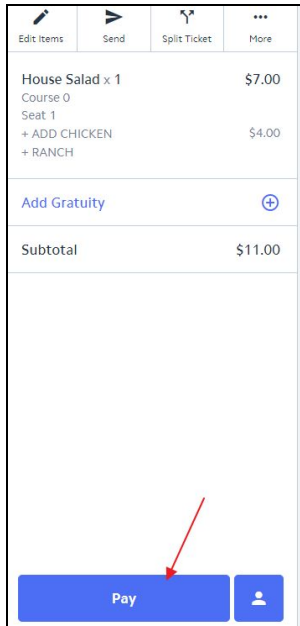 Edit Items Send Split Ticket More
House Salad x 1 $7.00
Course 0
Seat 1
+ ADD CHICKEN $4.00
+ RANCH
Add Gratuity
Subtotal $11.00
Pay